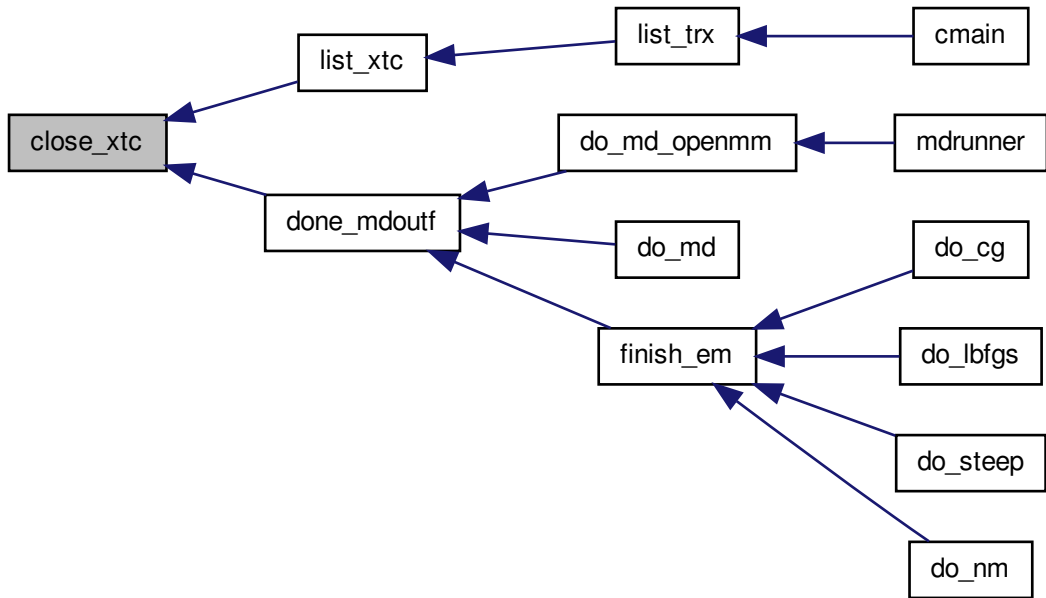 list_trx
cmain
list_xtc
close_xtc
do_md_openmm
mdrunner
done_mdoutf
do_md
do_cg
finish_em
do_lbfgs
do_steep
do_nm